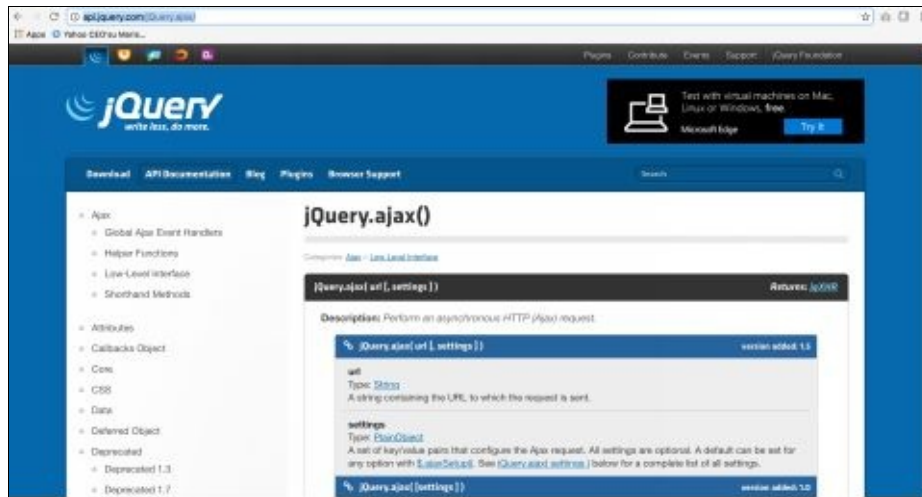 api.jquery.com/jQuery.ajax/
Apps Yahoo CEO'su Maris...
Plugins Contribute Events Support jQuery Foundation
jQuery
write less, do more.
Test with virtual machines on Mac,
Linux or Windows, free.
Microsoft Edge
Try it
Download API Documentation Blog Plugins Browser Support
Search
Ajax
Global Ajax Event Handlers
Helper Functions
Low-Level Interface
Shorthand Methods
Attributes
Callbacks Object
Core
CSS
Data
Deferred Object
Deprecated
Deprecated 1.3
Deprecated 1.7
jQuery.ajax()
Categories: Ajax > Low-Level Interface
jQuery.ajax( url [, settings ] ) Returns: jqXHR
Description: Perform an asynchronous HTTP (Ajax) request.
jQuery.ajax( url [, settings ] ) version added: 1.5
url
Type: String
A string containing the URL to which the request is sent.
settings
Type: PlainObject
A set of key/value pairs that configure the Ajax request. All settings are optional. A default can be set for
any option with $.ajaxSetup(). See jQuery.ajax( settings ) below for a complete list of all settings.
jQuery.ajax( [settings ] ) version added: 1.0